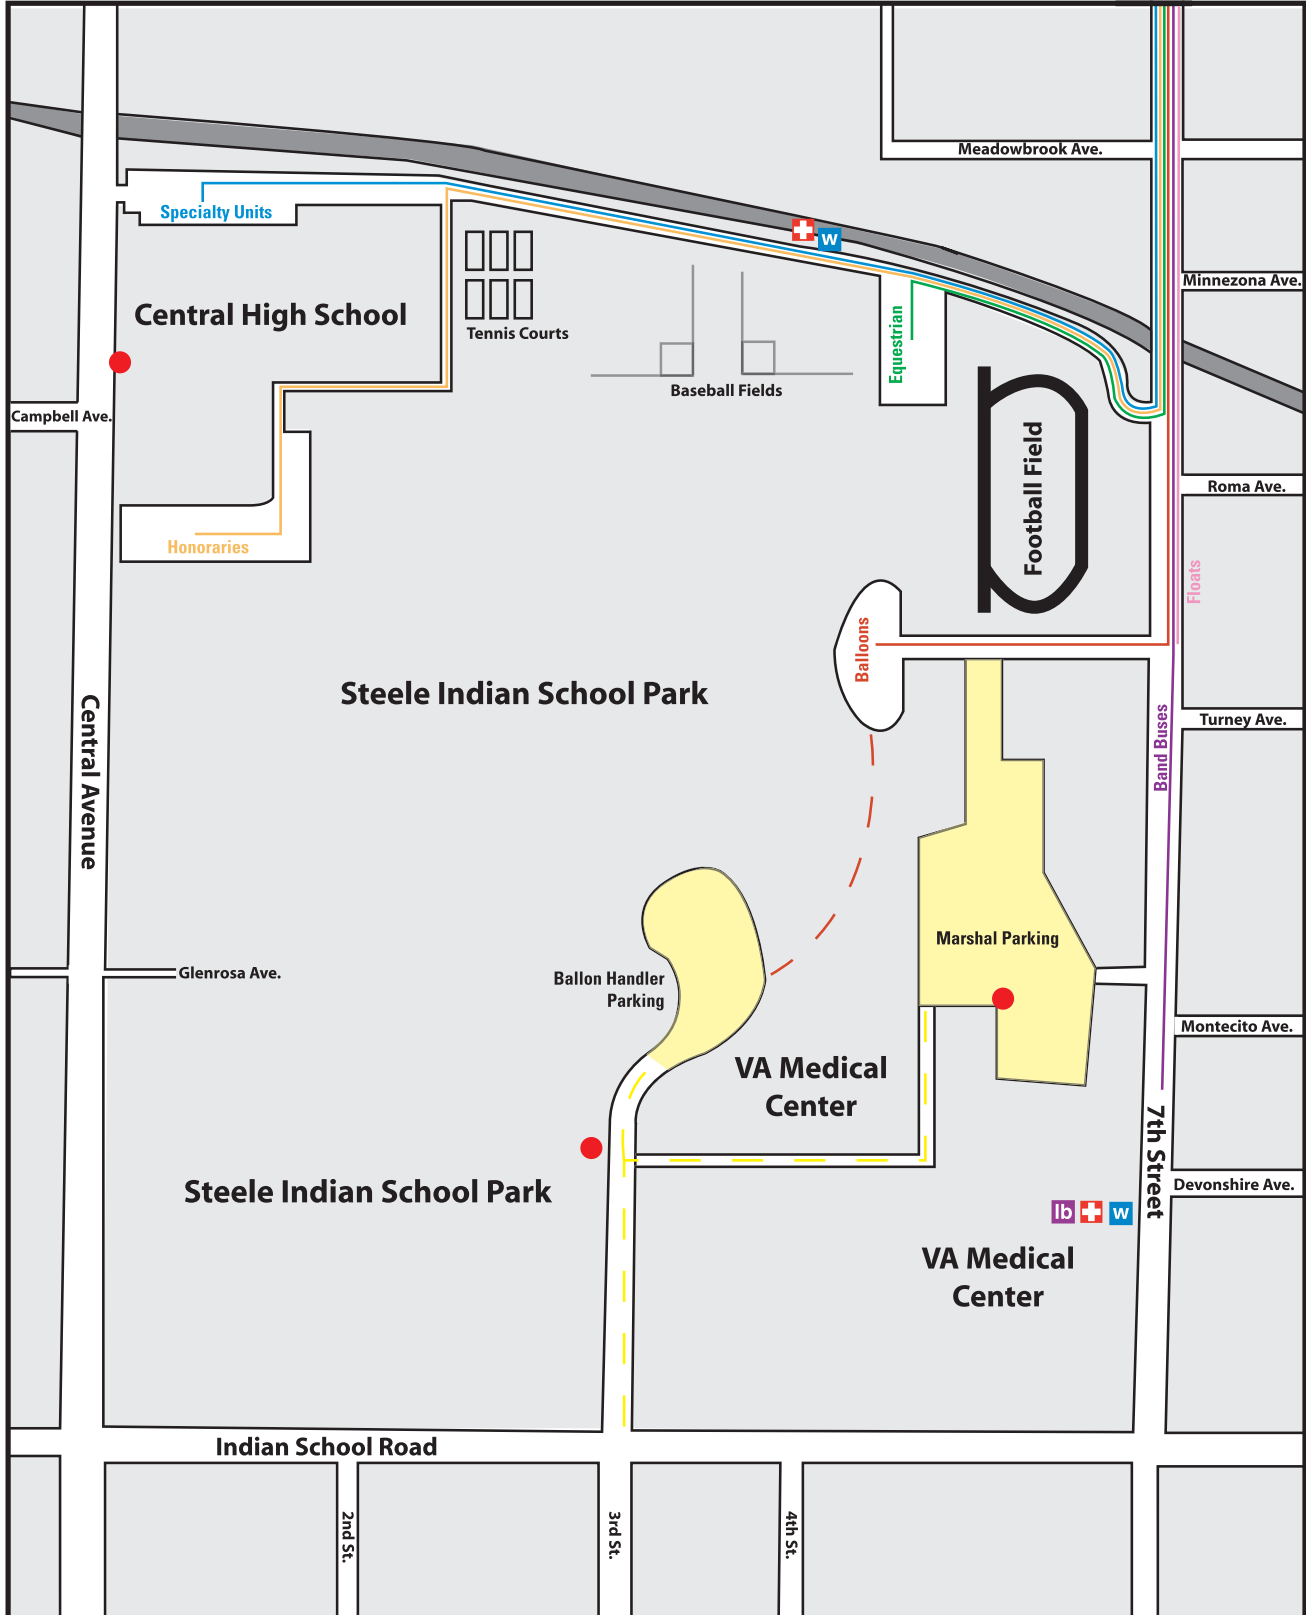 Meadowbrook Ave.
Specialty Units
w
Minnezona Ave.
Central High School
Tennis Courts
Equestrian
Baseball Fields
Campbell Ave.
Football Field
Roma Ave.
Honoraries
Floats
Balloons
Steele Indian School Park
Band Buses
Turney Ave.
Central Avenue
Marshal Parking
Glenrosa Ave.
Ballon Handler
Parking
Montecito Ave.
VA Medical
Center
7th Street
Devonshire Ave.
Steele Indian School Park
lb
w
VA Medical
Center
Indian School Road
2nd St.
3rd St.
4th St.